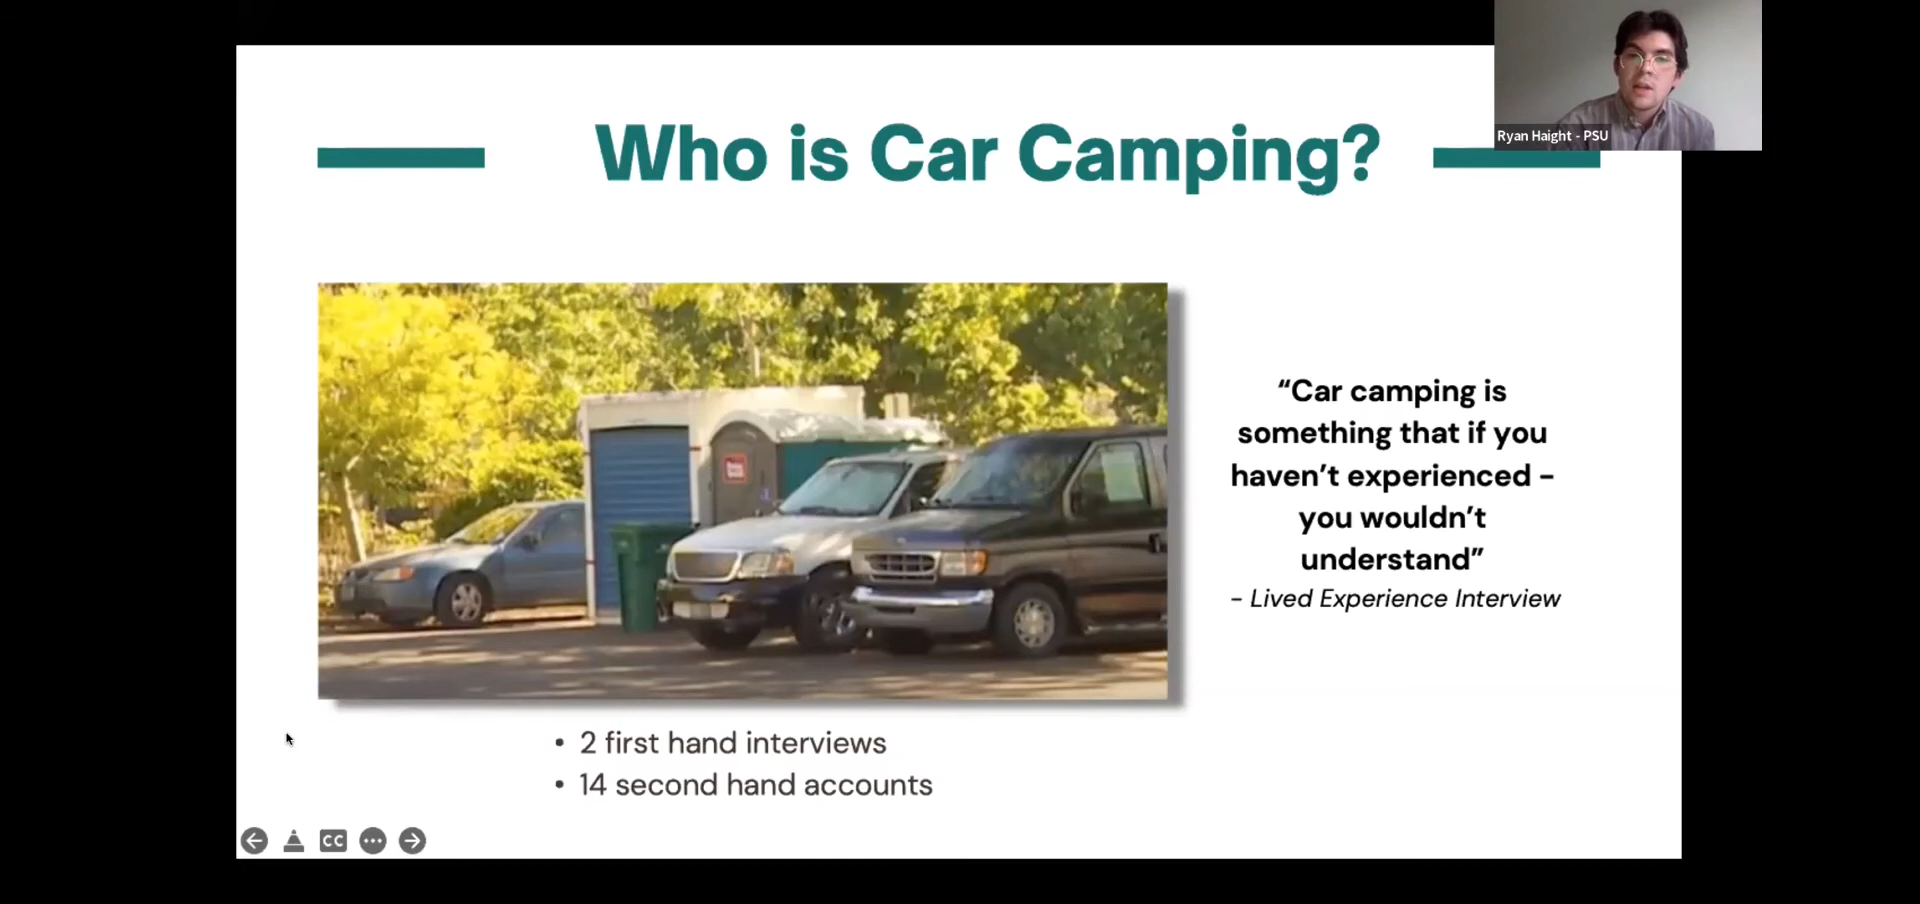 Who is Car Camping?
Ryan Haight - PSU
“Car camping is
something that if you
haven’t experienced -
you wouldn’t
understand”
- Lived Experience Interview
• 2 first hand interviews
• 14 second hand accounts
CC